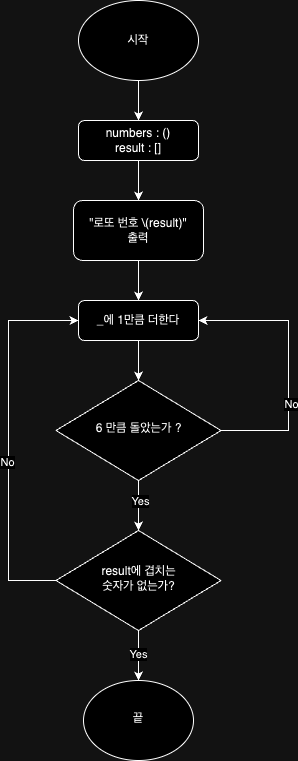 시작
numbers : ()
result : []
"로또 번호 \(result)"
출력
_에 1만큼 더한다
6 만큼 돌았는가 ?
No
No
Yes
result에 겹치는
숫자가 없는가?
Yes
끝